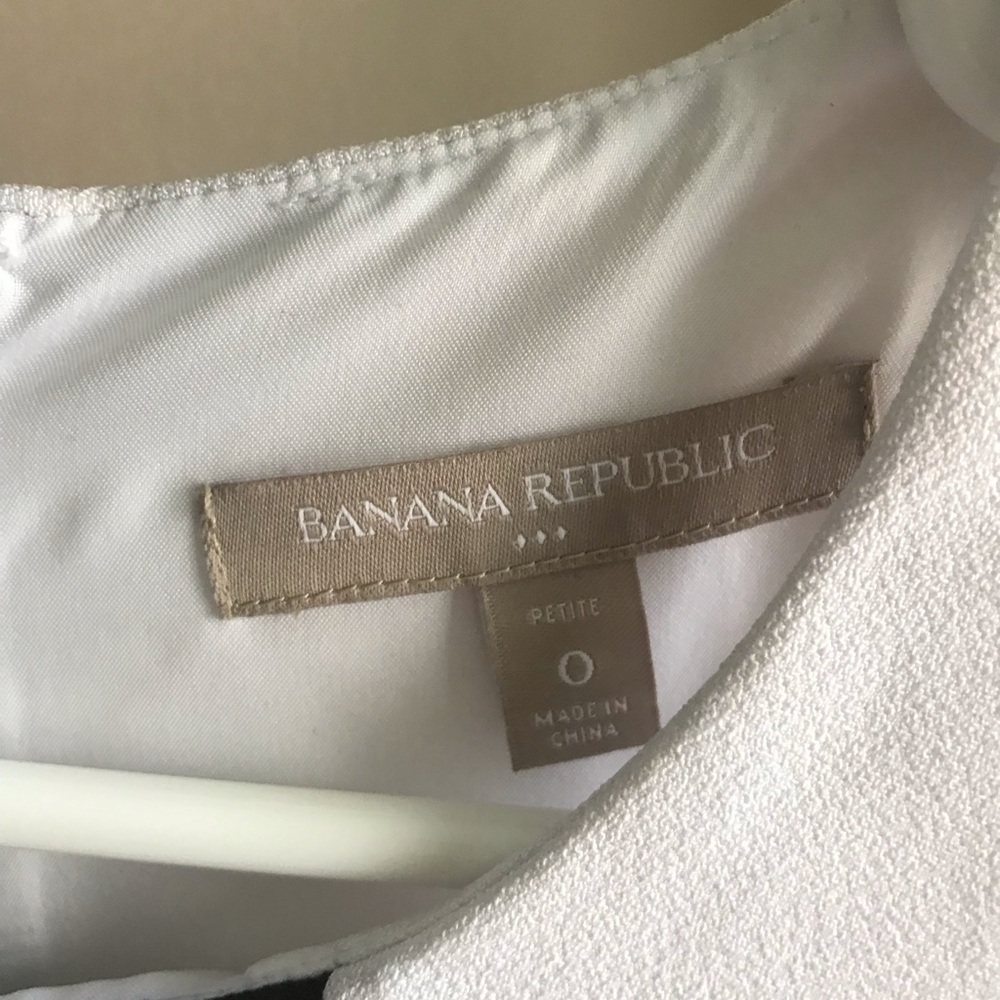 BANANA REPUBLIC
PETITE
0
MADE IN
CHINA